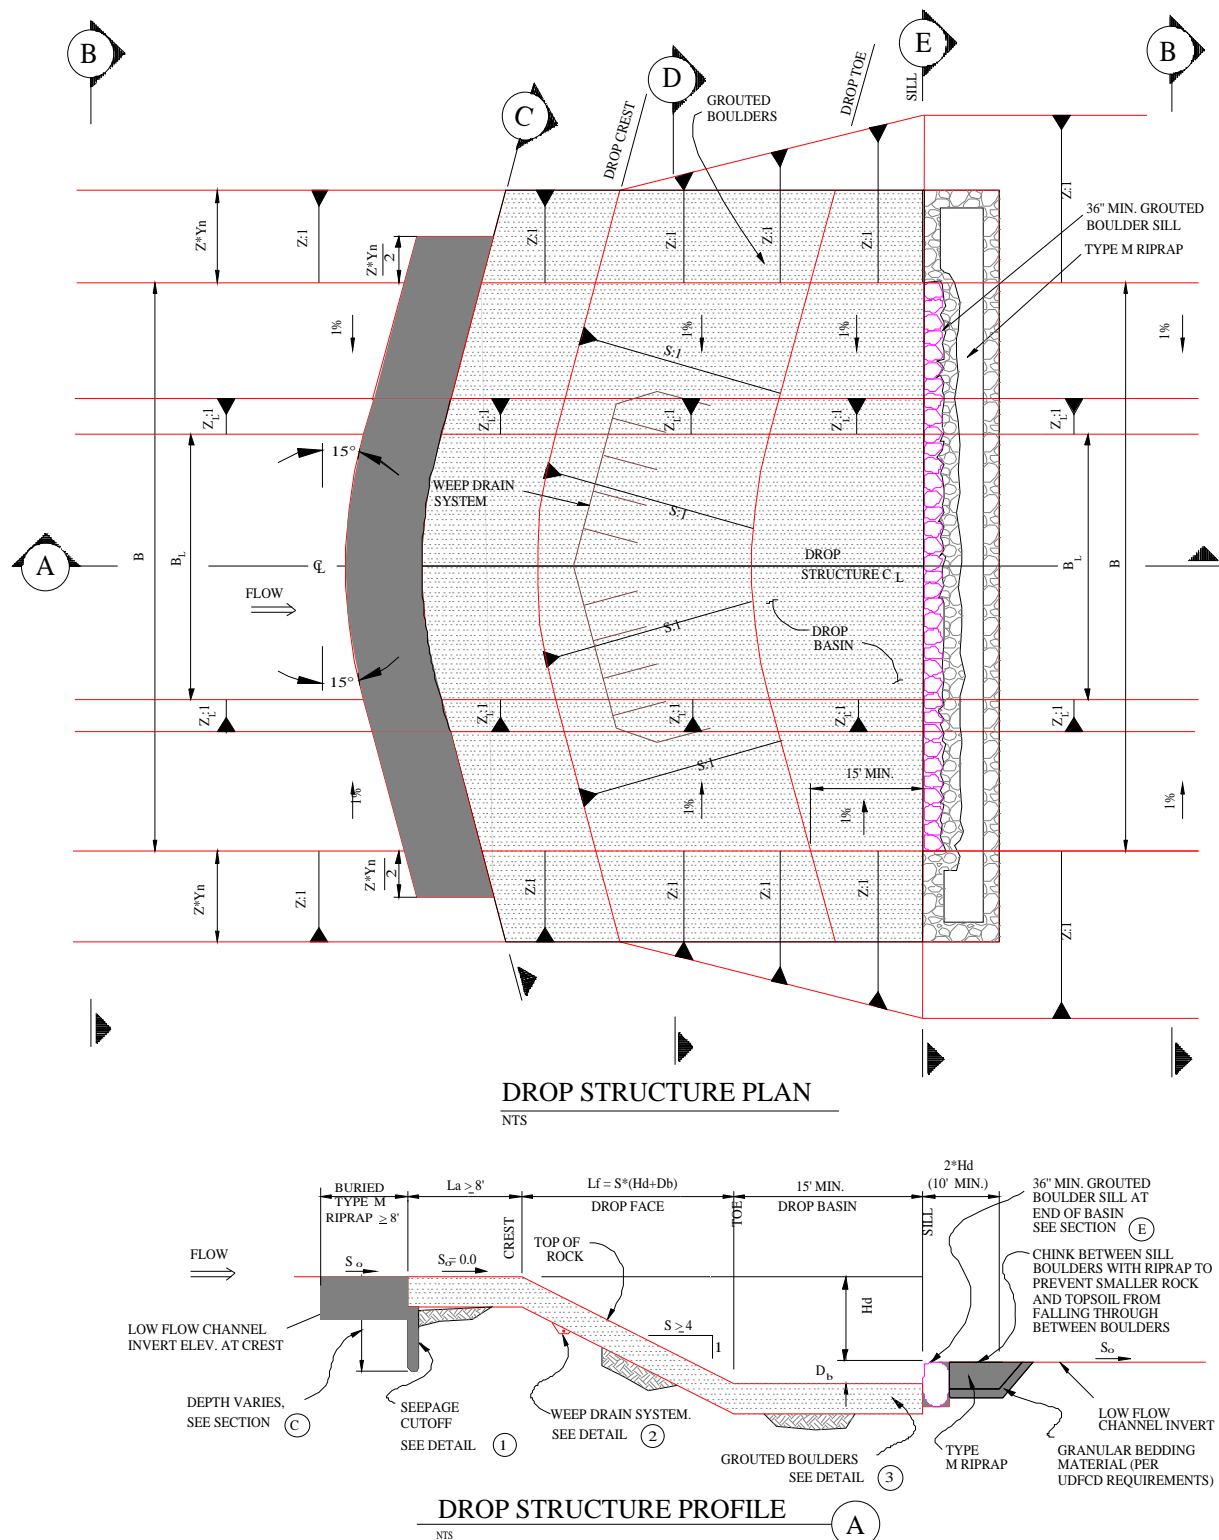 B
C
D
E
B
DROP CREST
DROP TOE
SILL
GROUTED
BOULDERS
36" MIN. GROUTED
BOULDER SILL
TYPE M RIPRAP
Z*Yn
Z:1
Z*Yn
2
Z:1
Z:1
Z:1
Z:1
Z:1
1%
1%
1%
1%
S:1
Z_L:1
Z_L:1
Z_L:1
Z_L:1
Z_L:1
15°
WEEP DRAIN
SYSTEM
S:1
A
B
B_L
℄
DROP
STRUCTURE C_L
B_L
B
FLOW
S:1
DROP
BASIN
15°
Z_L:1
Z_L:1
Z_L:1
Z_L:1
Z_L:1
S:1
15' MIN.
1%
1%
1%
1%
Z*Yn
Z:1
Z*Yn
2
Z:1
Z:1
Z:1
Z:1
Z:1
DROP STRUCTURE PLAN
NTS
BURIED
TYPE M
RIPRAP ≥ 8'
La ≥ 8'
Lf = S*(Hd+Db)
DROP FACE
15' MIN.
DROP BASIN
2*Hd
(10' MIN.)
36" MIN. GROUTED
BOULDER SILL AT
END OF BASIN
SEE SECTION E
CREST
TOE
SILL
TOP OF
ROCK
FLOW
S_o
S_o= 0.0
CHINK BETWEEN SILL
BOULDERS WITH RIPRAP TO
PREVENT SMALLER ROCK
AND TOPSOIL FROM
FALLING THROUGH
BETWEEN BOULDERS
Hd
S ≥ 4
1
LOW FLOW CHANNEL
INVERT ELEV. AT CREST
S_o
D_b
DEPTH VARIES,
SEE SECTION C
SEEPAGE
CUTOFF
SEE DETAIL 1
WEEP DRAIN SYSTEM.
SEE DETAIL 2
GROUTED BOULDERS
SEE DETAIL 3
TYPE
M RIPRAP
LOW FLOW
CHANNEL INVERT
GRANULAR BEDDING
MATERIAL (PER
UDFCD REQUIREMENTS)
DROP STRUCTURE PROFILE A
NTS